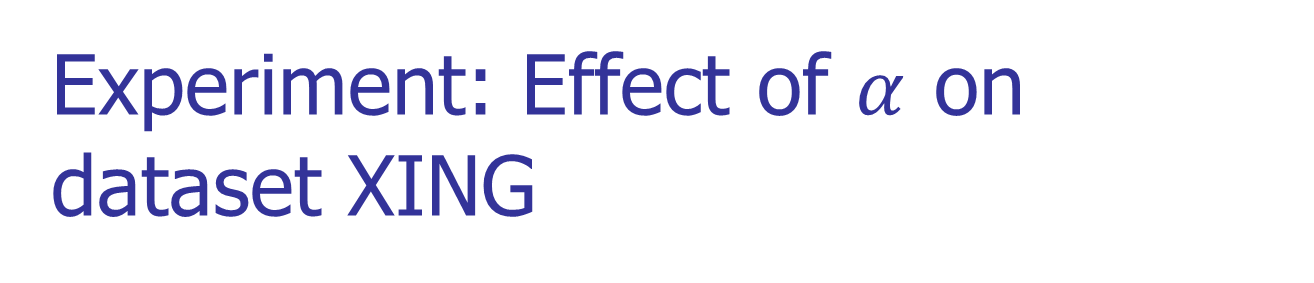 Experiment: Effect of 𝛼 on
dataset XING